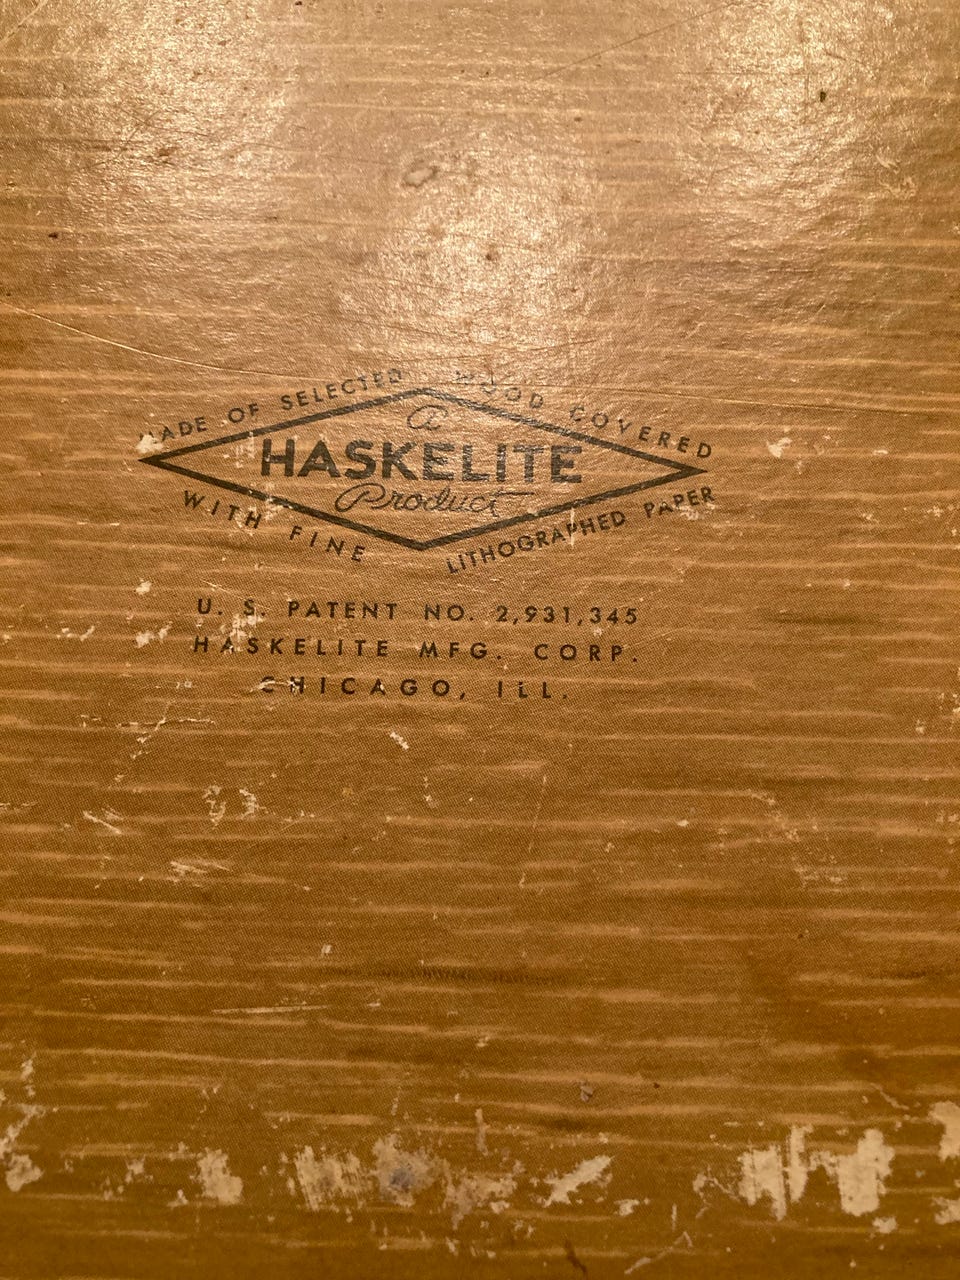 MADE OF SELECTED WOOD COVERED
a
HASKELITE
Product
WITH FINE LITHOGRAPHED PAPER
U. S. PATENT NO. 2,931,345
HASKELITE MFG. CORP.
CHICAGO, ILL.